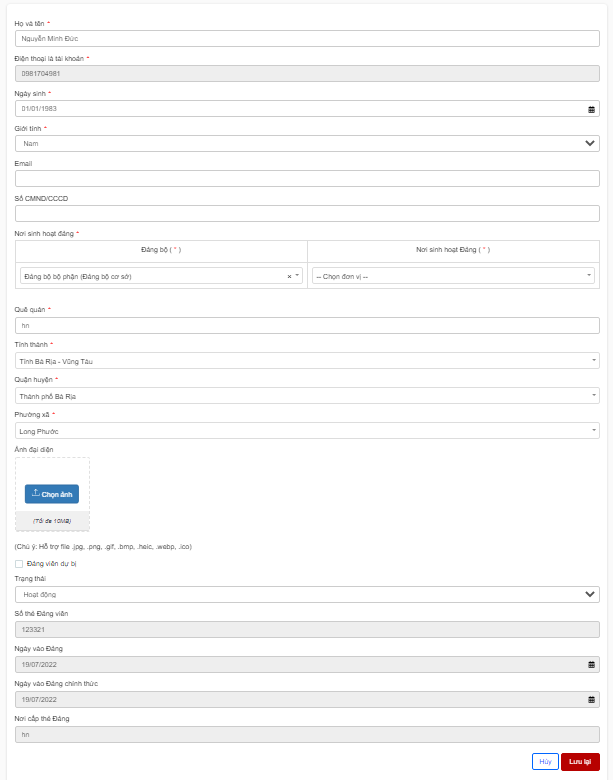 Họ và tên *
Nguyễn Minh Đức
Điện thoại là tài khoản *
0981704981
Ngày sinh *
01/01/1983
Giới tính *
Nam
Email
Số CMND/CCCD
Nơi sinh hoạt đảng *
Đảng bộ ( * ) Nơi sinh hoạt Đảng ( * )
Đảng bộ bộ phận (Đảng bộ cơ sở) × -- Chọn đơn vị --
Quê quán *
hn
Tỉnh thành *
Tỉnh Bà Rịa - Vũng Tàu
Quận huyện *
Thành phố Bà Rịa
Phường xã *
Long Phước
Ảnh đại diện
Chọn ảnh
(Tối đa 10MB)
(Chú ý: Hỗ trợ file .jpg, .png, .gif, .bmp, .heic, .webp, .ico)
Đảng viên dự bị
Trạng thái
Hoạt động
Số thẻ Đảng viên
123321
Ngày vào Đảng
19/07/2022
Ngày vào Đảng chính thức
19/07/2022
Nơi cấp thẻ Đảng
hn
Hủy Lưu lại